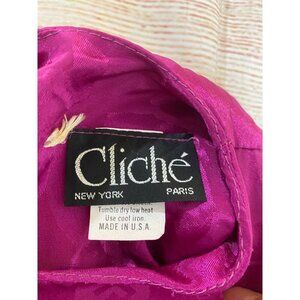 Cliché
NEW YORK PARIS
Tumble dry low heat
Use cool iron.
MADE IN U.S.A.